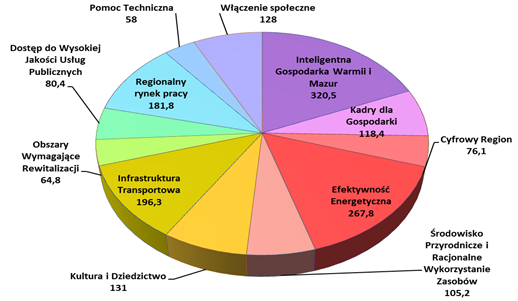 Pomoc Techniczna
58
Włączenie społeczne
128
Dostęp do Wysokiej
Jakości Usług
Publicznych
80,4
Regionalny
rynek pracy
181,8
Inteligentna
Gospodarka Warmii i
Mazur
320,5
Kadry dla
Gospodarki
118,4
Cyfrowy Region
76,1
Obszary
Wymagające
Rewitalizacji
64,8
Infrastruktura
Transportowa
196,3
Efektywność
Energetyczna
267,8
Środowisko
Przyrodnicze i
Racjonalne
Wykorzystanie
Zasobów
105,2
Kultura i Dziedzictwo
131